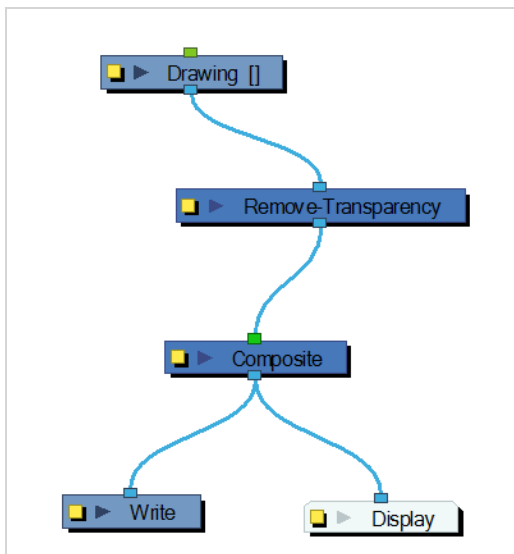 Drawing []
Remove-Transparency
Composite
Write
Display